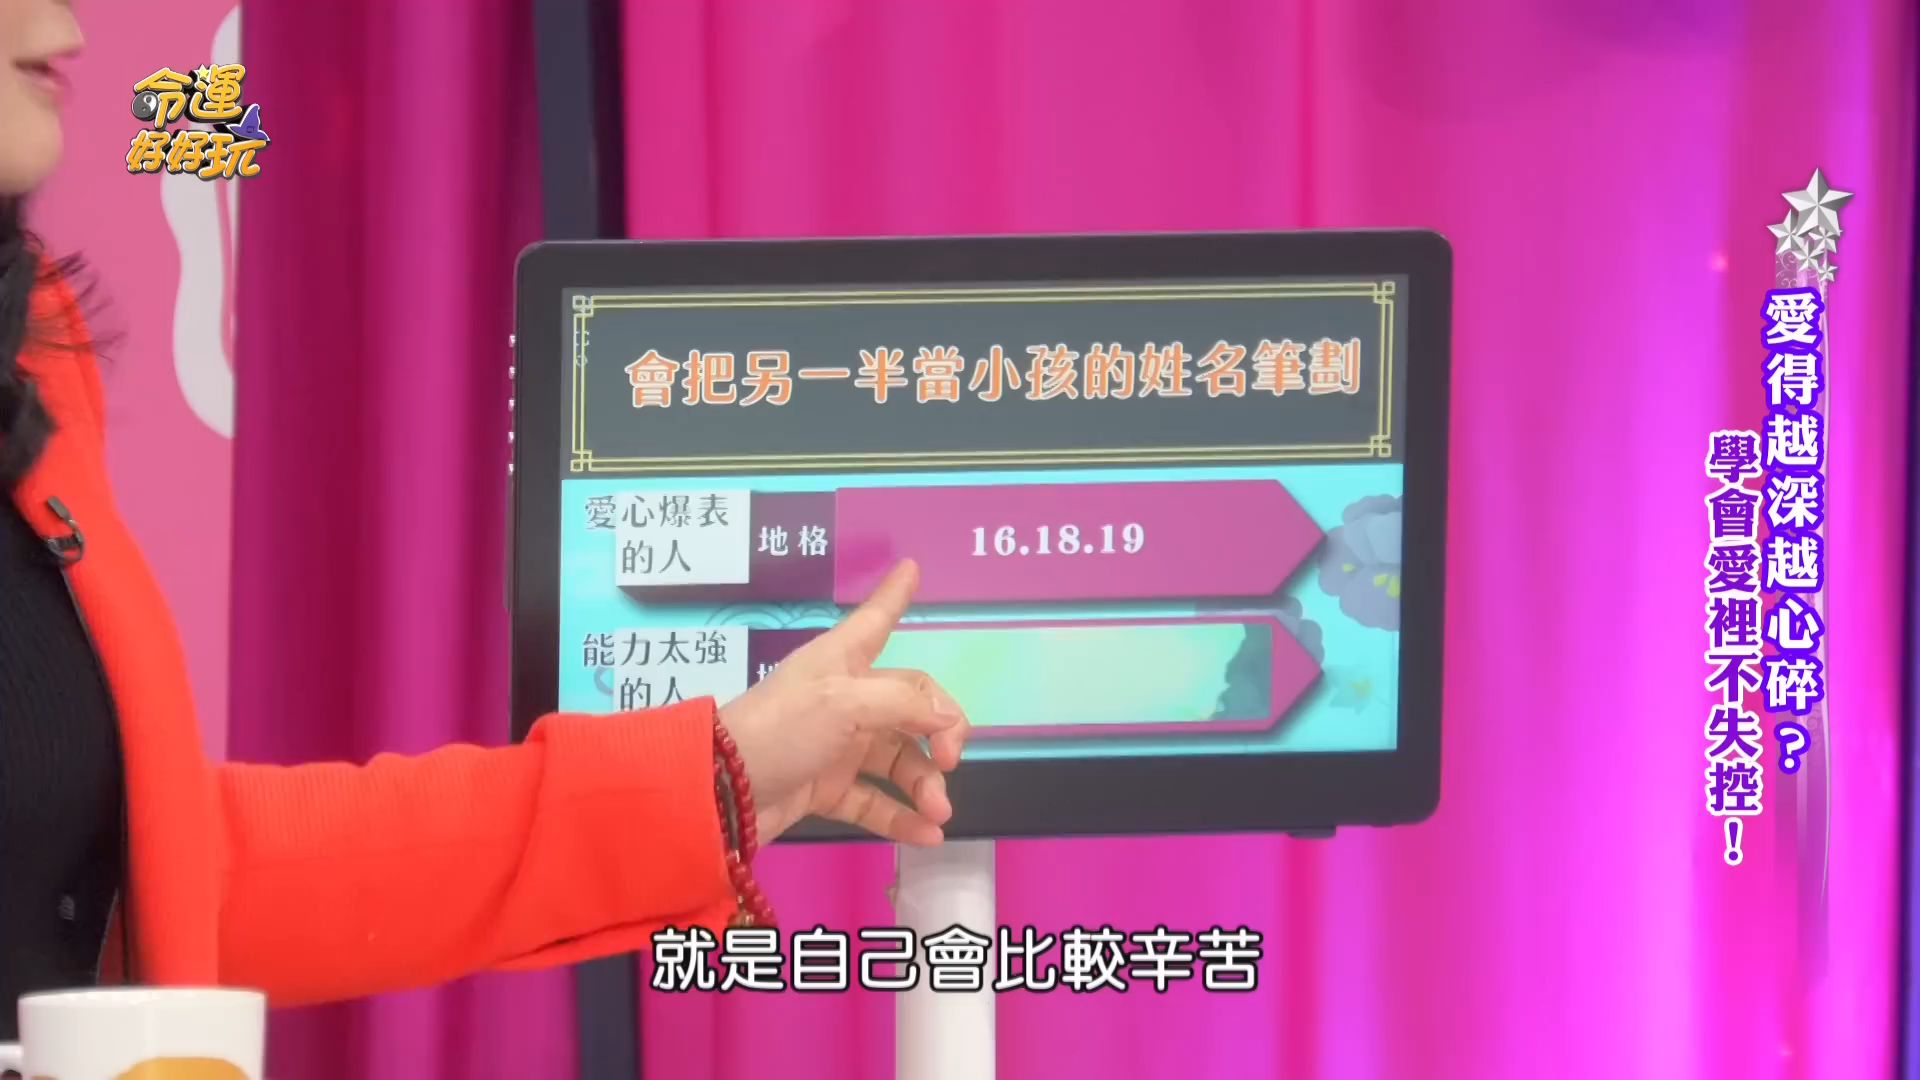 命運
好好玩
會把另一半當小孩的姓名筆劃
愛心爆表
的人
地格
16.18.19
能力太強
的人
愛得越深越心碎？
學會愛裡不失控！
就是自己會比較辛苦